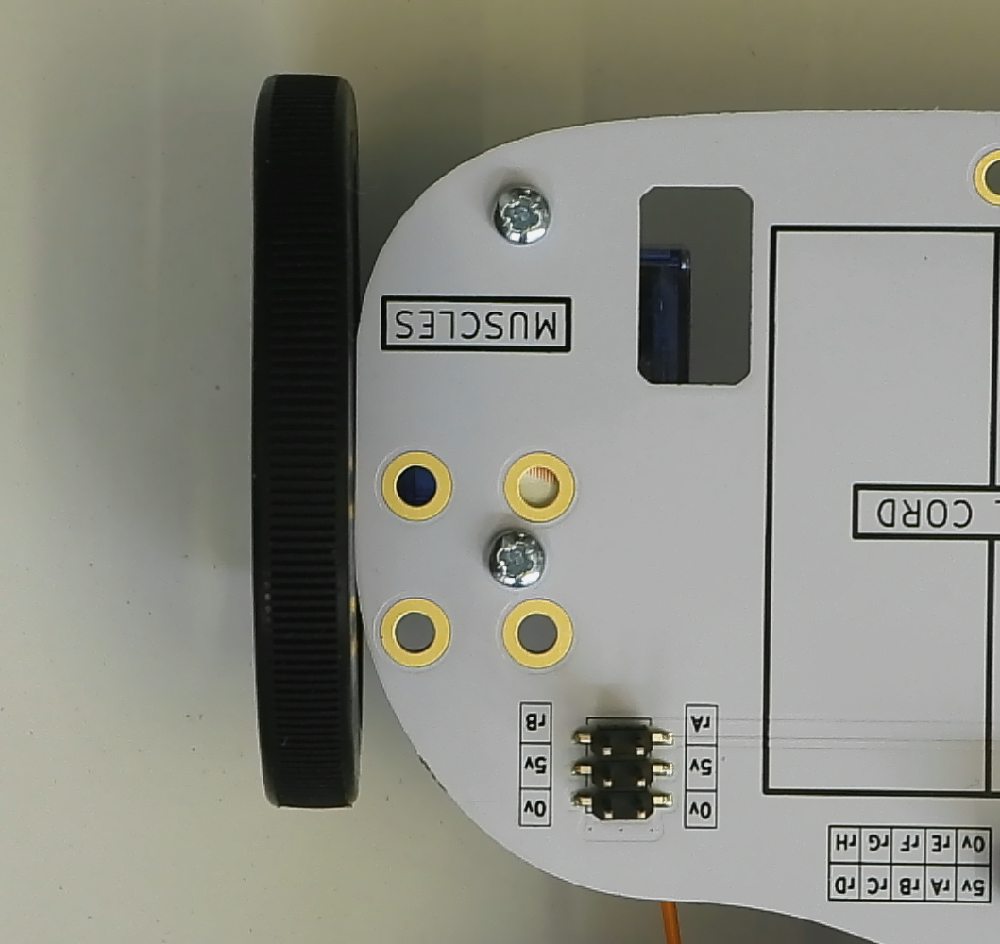 5v rA rB rC rD
0v rE rF rG rH
0v 0v
5v 5v
rA rB
CORD
MUSCLES